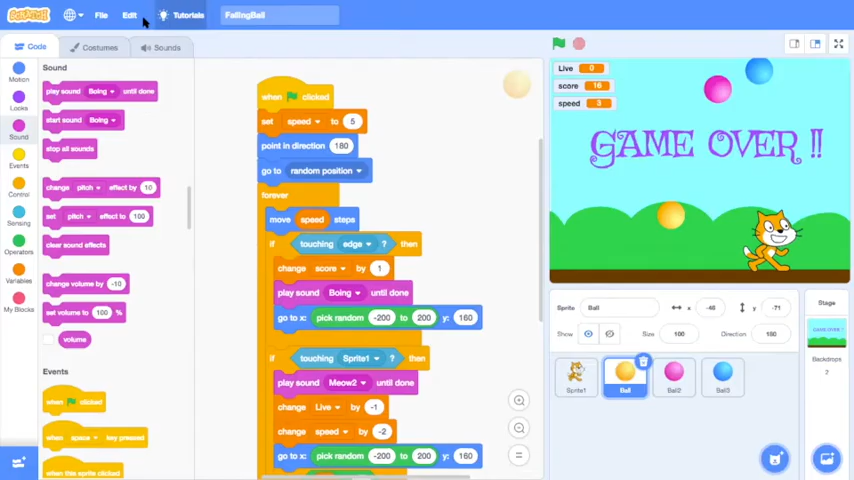 SCRATCH
File
Edit
Tutorials
FallingBall
Code
Costumes
Sounds
Motion
Looks
Sound
Events
Control
Sensing
Operators
Variables
My Blocks
Sound
play sound Boing until done
start sound Boing
stop all sounds
change pitch effect by 10
set pitch effect to 100
clear sound effects
change volume by -10
set volume to 100 %
volume
Events
when clicked
when space key pressed
when this sprite clicked
when clicked
set speed to 5
point in direction 180
go to random position
forever
move speed steps
if touching edge ? then
change score by 1
play sound Boing until done
go to x: pick random -200 to 200 y: 160
if touching Sprite1 ? then
play sound Meow2 until done
change Live by -1
change speed by -2
go to x: pick random -200 to 200 y: 160
Live 0
score 16
speed 3
GAME OVER !!
Sprite Ball x -46 y -71
Show Size 100 Direction 180
Sprite1
Ball
Ball2
Ball3
Stage
GAME OVER !!
Backdrops
2